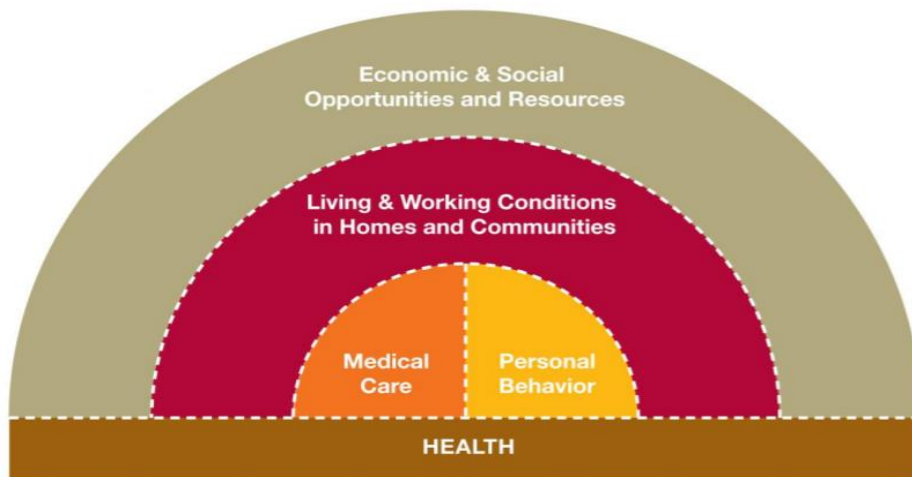 Economic & Social
Opportunities and Resources
Living & Working Conditions
in Homes and Communities
Medical
Care
Personal
Behavior
HEALTH